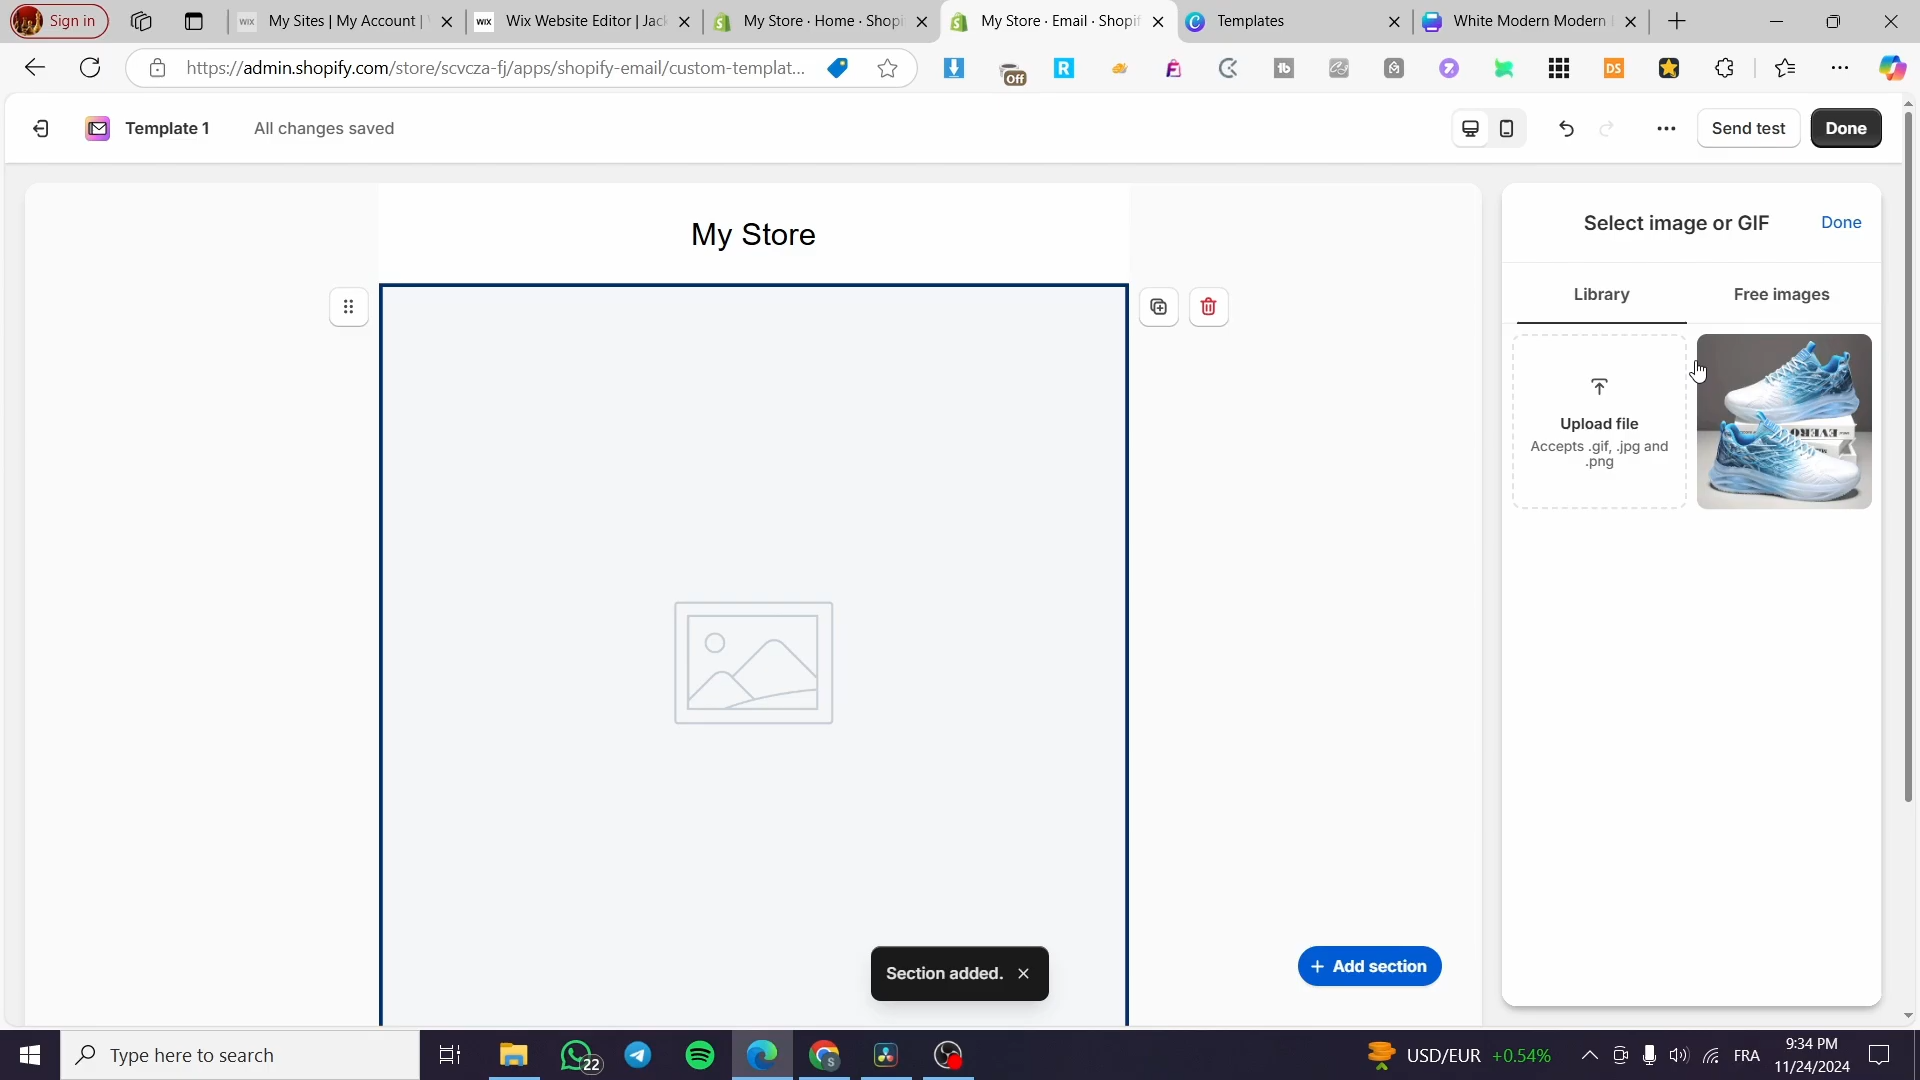 Sign in
My Sites | My Account |
Wix Website Editor | Jack
My Store · Home · Shopi
My Store · Email · Shopif
Templates
White Modern Modern
https://admin.shopify.com/store/scvcza-fj/apps/shopify-email/custom-templat...
Off
Template 1
All changes saved
Send test
Done
My Store
Select image or GIF
Done
Library
Free images
Upload file
Accepts .gif, .jpg and
.png
Section added.
+ Add section
Type here to search
22
USD/EUR +0.54%
FRA
9:34 PM
11/24/2024